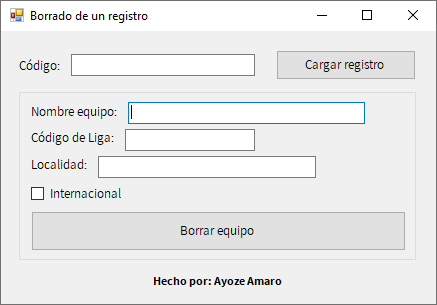 Borrado de un registro
Código: Cargar registro
Nombre equipo:
Código de Liga:
Localidad:
Internacional
Borrar equipo
Hecho por: Ayoze Amaro